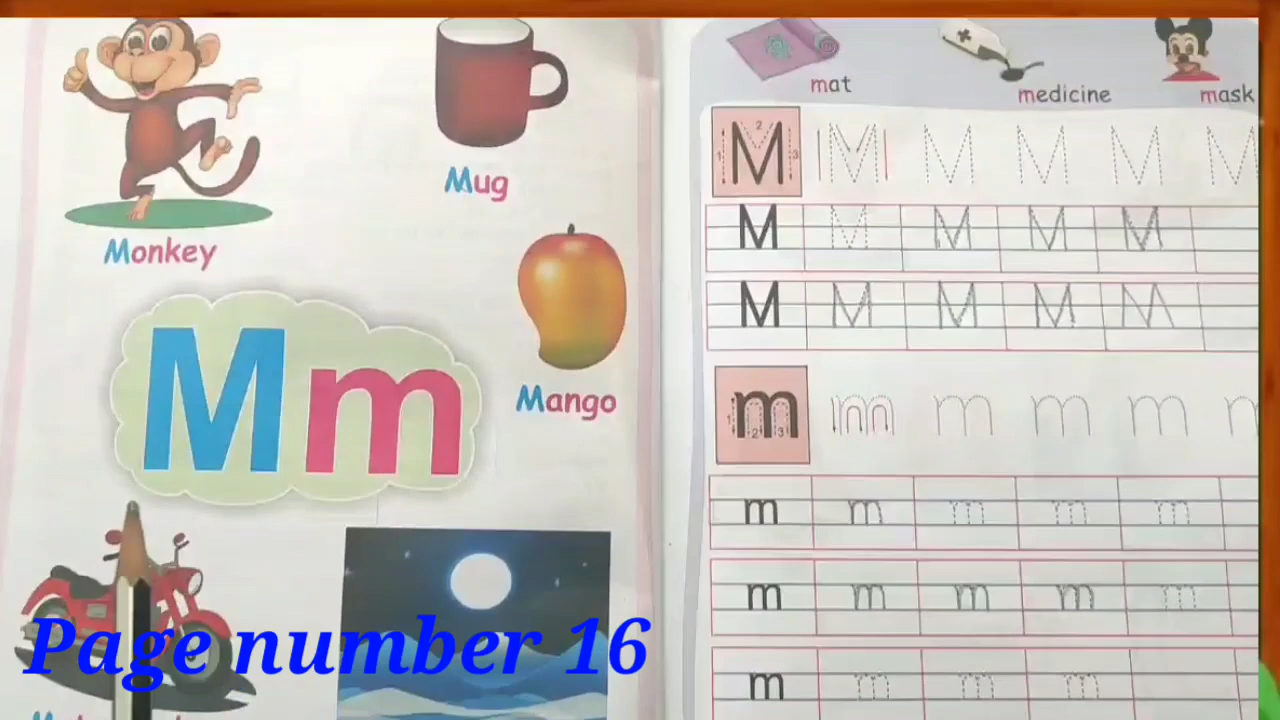 Mug
Monkey
Mango
Mm
Page number 16
mat
medicine
mask
M M M M M M
M M M M M
M M M M M
m m m m m m
m m m m m
m m m m m
m m m m